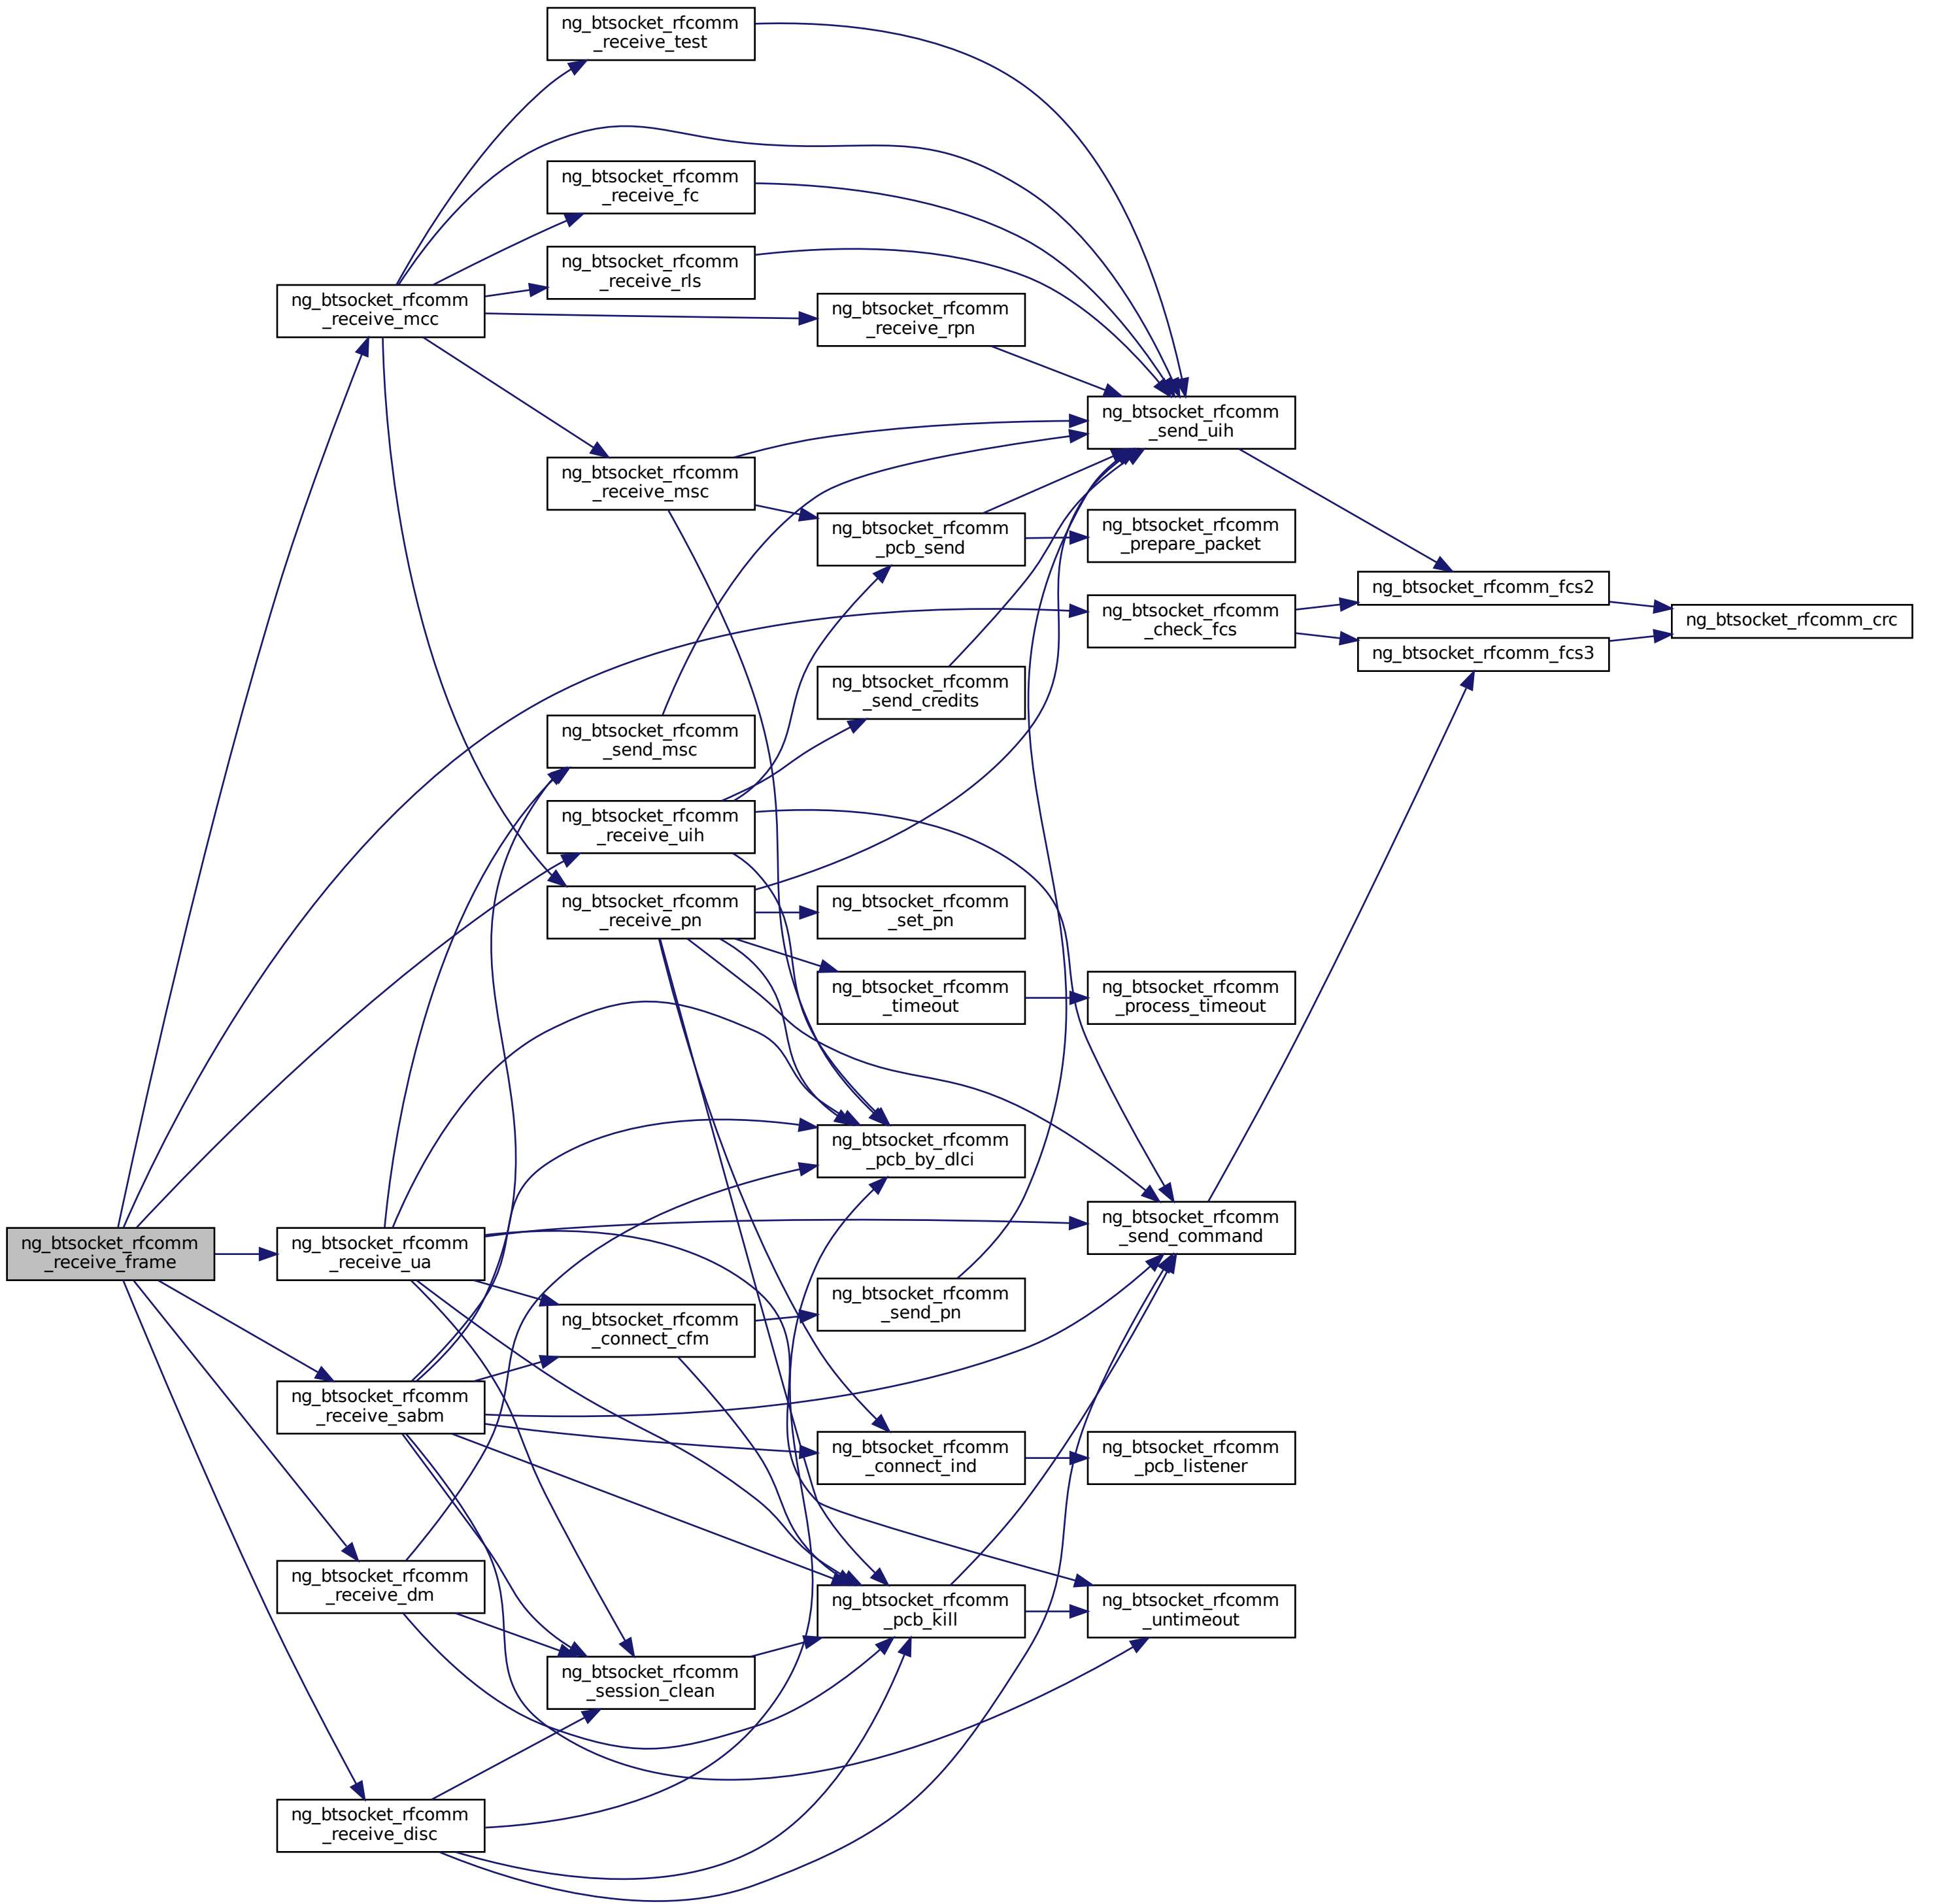 ng_btsocket_rfcomm
_receive_test
ng_btsocket_rfcomm
_receive_fc
ng_btsocket_rfcomm
_receive_rls
ng_btsocket_rfcomm
_receive_mcc
ng_btsocket_rfcomm
_receive_rpn
ng_btsocket_rfcomm
_send_uih
ng_btsocket_rfcomm
_receive_msc
ng_btsocket_rfcomm
_pcb_send
ng_btsocket_rfcomm
_prepare_packet
ng_btsocket_rfcomm_fcs2
ng_btsocket_rfcomm
_check_fcs
ng_btsocket_rfcomm_crc
ng_btsocket_rfcomm_fcs3
ng_btsocket_rfcomm
_send_credits
ng_btsocket_rfcomm
_send_msc
ng_btsocket_rfcomm
_receive_uih
ng_btsocket_rfcomm
_receive_pn
ng_btsocket_rfcomm
_set_pn
ng_btsocket_rfcomm
_timeout
ng_btsocket_rfcomm
_process_timeout
ng_btsocket_rfcomm
_pcb_by_dlci
ng_btsocket_rfcomm
_send_command
ng_btsocket_rfcomm
_receive_frame
ng_btsocket_rfcomm
_receive_ua
ng_btsocket_rfcomm
_send_pn
ng_btsocket_rfcomm
_connect_cfm
ng_btsocket_rfcomm
_receive_sabm
ng_btsocket_rfcomm
_connect_ind
ng_btsocket_rfcomm
_pcb_listener
ng_btsocket_rfcomm
_receive_dm
ng_btsocket_rfcomm
_pcb_kill
ng_btsocket_rfcomm
_untimeout
ng_btsocket_rfcomm
_session_clean
ng_btsocket_rfcomm
_receive_disc